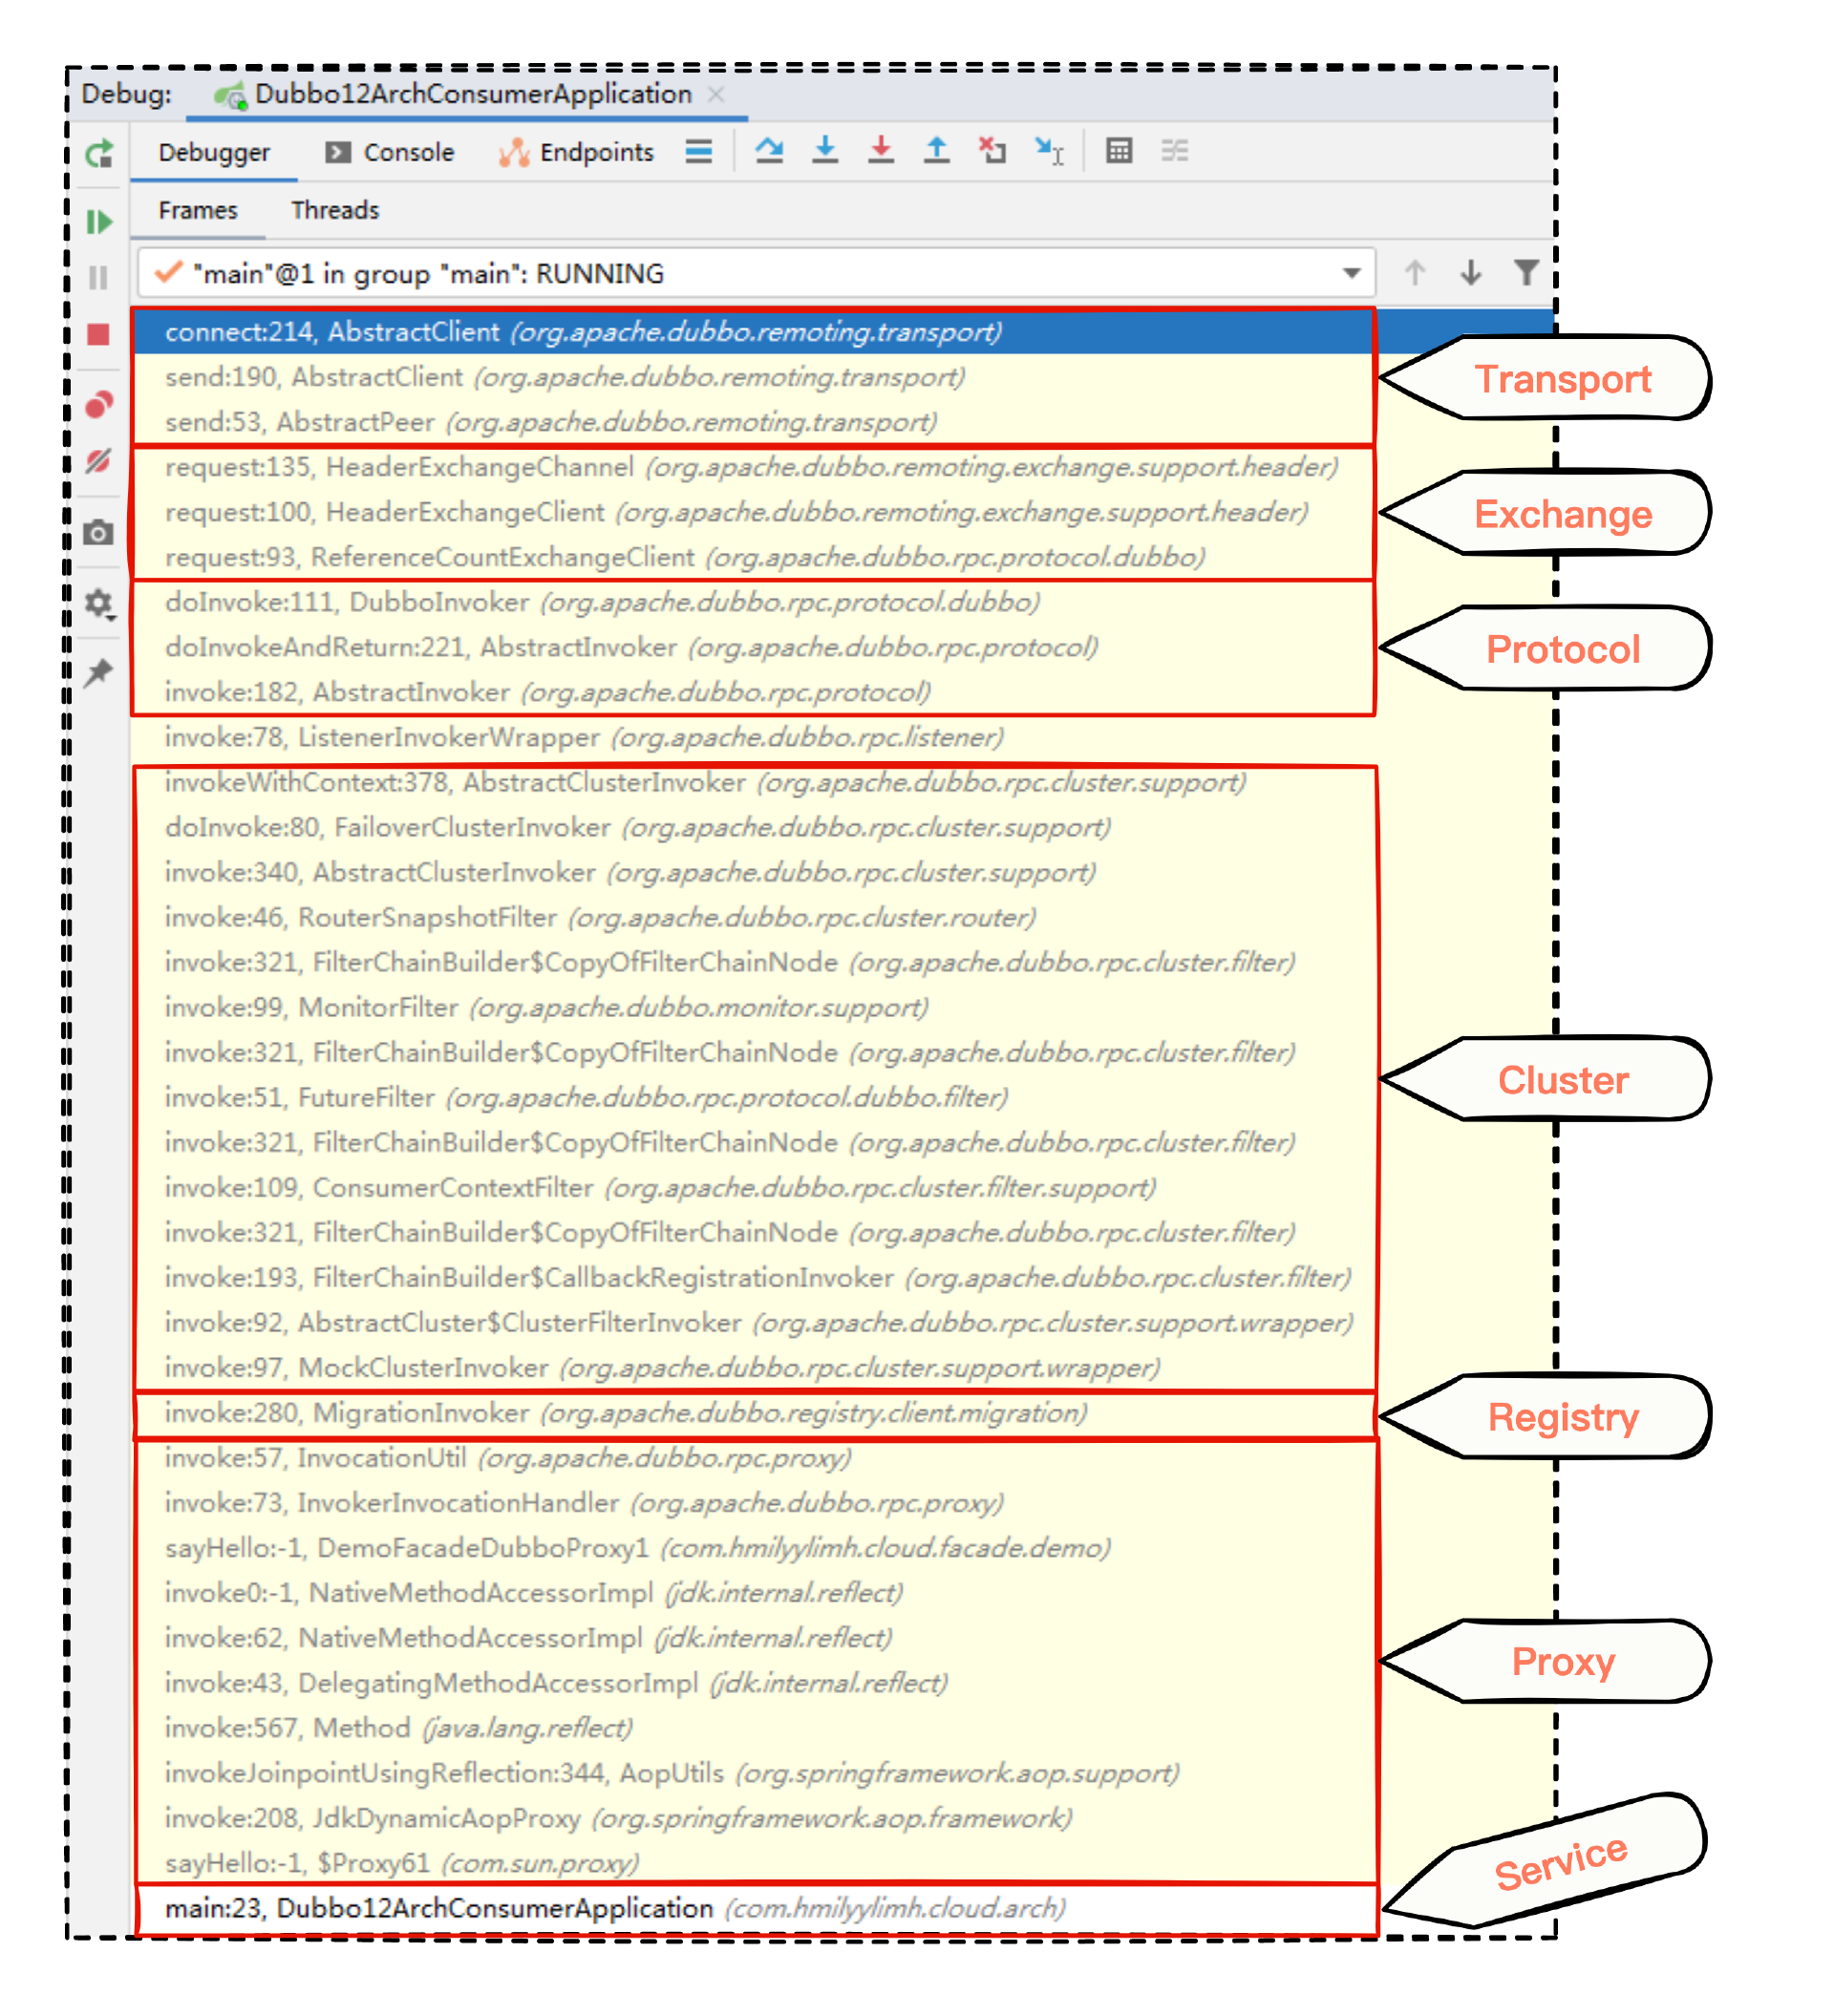 Debug: Dubbo12ArchConsumerApplication
Debugger Console Endpoints
Frames Threads
"main"@1 in group "main": RUNNING
connect:214, AbstractClient (org.apache.dubbo.remoting.transport)
send:190, AbstractClient (org.apache.dubbo.remoting.transport)
Transport
send:53, AbstractPeer (org.apache.dubbo.remoting.transport)
request:135, HeaderExchangeChannel (org.apache.dubbo.remoting.exchange.support.header)
request:100, HeaderExchangeClient (org.apache.dubbo.remoting.exchange.support.header)
Exchange
request:93, ReferenceCountExchangeClient (org.apache.dubbo.rpc.protocol.dubbo)
doInvoke:111, DubboInvoker (org.apache.dubbo.rpc.protocol.dubbo)
doInvokeAndReturn:221, AbstractInvoker (org.apache.dubbo.rpc.protocol)
Protocol
invoke:182, AbstractInvoker (org.apache.dubbo.rpc.protocol)
invoke:78, ListenerInvokerWrapper (org.apache.dubbo.rpc.listener)
invokeWithContext:378, AbstractClusterInvoker (org.apache.dubbo.rpc.cluster.support)
doInvoke:80, FailoverClusterInvoker (org.apache.dubbo.rpc.cluster.support)
invoke:340, AbstractClusterInvoker (org.apache.dubbo.rpc.cluster.support)
invoke:46, RouterSnapshotFilter (org.apache.dubbo.rpc.cluster.router)
invoke:321, FilterChainBuilder$CopyOfFilterChainNode (org.apache.dubbo.rpc.cluster.filter)
invoke:99, MonitorFilter (org.apache.dubbo.monitor.support)
invoke:321, FilterChainBuilder$CopyOfFilterChainNode (org.apache.dubbo.rpc.cluster.filter)
Cluster
invoke:51, FutureFilter (org.apache.dubbo.rpc.protocol.dubbo.filter)
invoke:321, FilterChainBuilder$CopyOfFilterChainNode (org.apache.dubbo.rpc.cluster.filter)
invoke:109, ConsumerContextFilter (org.apache.dubbo.rpc.cluster.filter.support)
invoke:321, FilterChainBuilder$CopyOfFilterChainNode (org.apache.dubbo.rpc.cluster.filter)
invoke:193, FilterChainBuilder$CallbackRegistrationInvoker (org.apache.dubbo.rpc.cluster.filter)
invoke:92, AbstractCluster$ClusterFilterInvoker (org.apache.dubbo.rpc.cluster.support.wrapper)
invoke:97, MockClusterInvoker (org.apache.dubbo.rpc.cluster.support.wrapper)
invoke:280, MigrationInvoker (org.apache.dubbo.registry.client.migration)
Registry
invoke:57, InvocationUtil (org.apache.dubbo.rpc.proxy)
invoke:73, InvokerInvocationHandler (org.apache.dubbo.rpc.proxy)
sayHello:-1, DemoFacadeDubboProxy1 (com.hmilyylimh.cloud.facade.demo)
invoke0:-1, NativeMethodAccessorImpl (jdk.internal.reflect)
invoke:62, NativeMethodAccessorImpl (jdk.internal.reflect)
Proxy
invoke:43, DelegatingMethodAccessorImpl (jdk.internal.reflect)
invoke:567, Method (java.lang.reflect)
invokeJoinpointUsingReflection:344, AopUtils (org.springframework.aop.support)
invoke:208, JdkDynamicAopProxy (org.springframework.aop.framework)
sayHello:-1, $Proxy61 (com.sun.proxy)
Service
main:23, Dubbo12ArchConsumerApplication (com.hmilyylimh.cloud.arch)